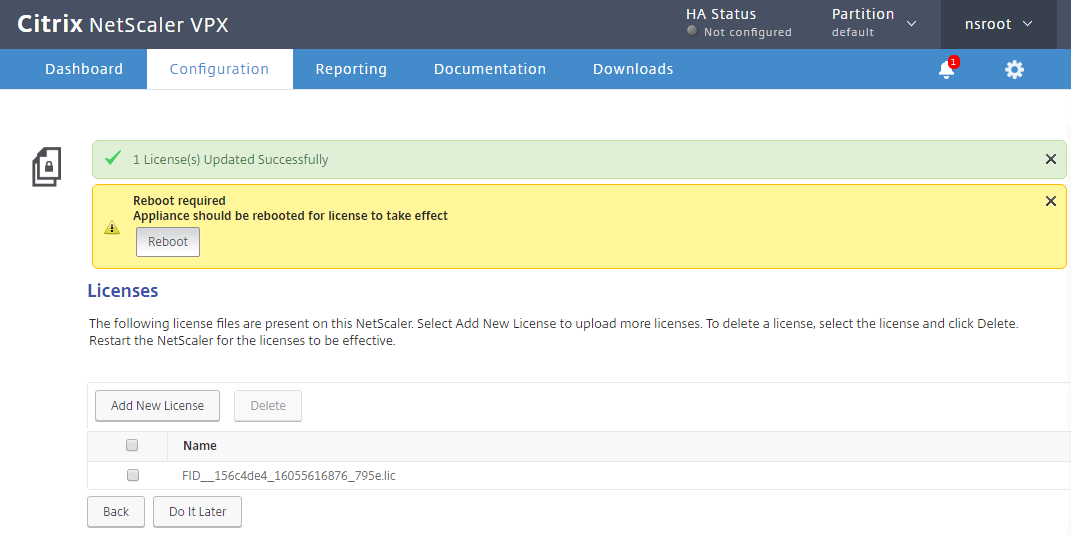 Citrix NetScaler VPX
HA Status
Not configured
Partition
default
nsroot
Dashboard
Configuration
Reporting
Documentation
Downloads
1
1 License(s) Updated Successfully
Reboot required
Appliance should be rebooted for license to take effect
Reboot
Licenses
The following license files are present on this NetScaler. Select Add New License to upload more licenses. To delete a license, select the license and click Delete.
Restart the NetScaler for the licenses to be effective.
Add New License
Delete
Name
FID__156c4de4_16055616876_795e.lic
Back
Do It Later